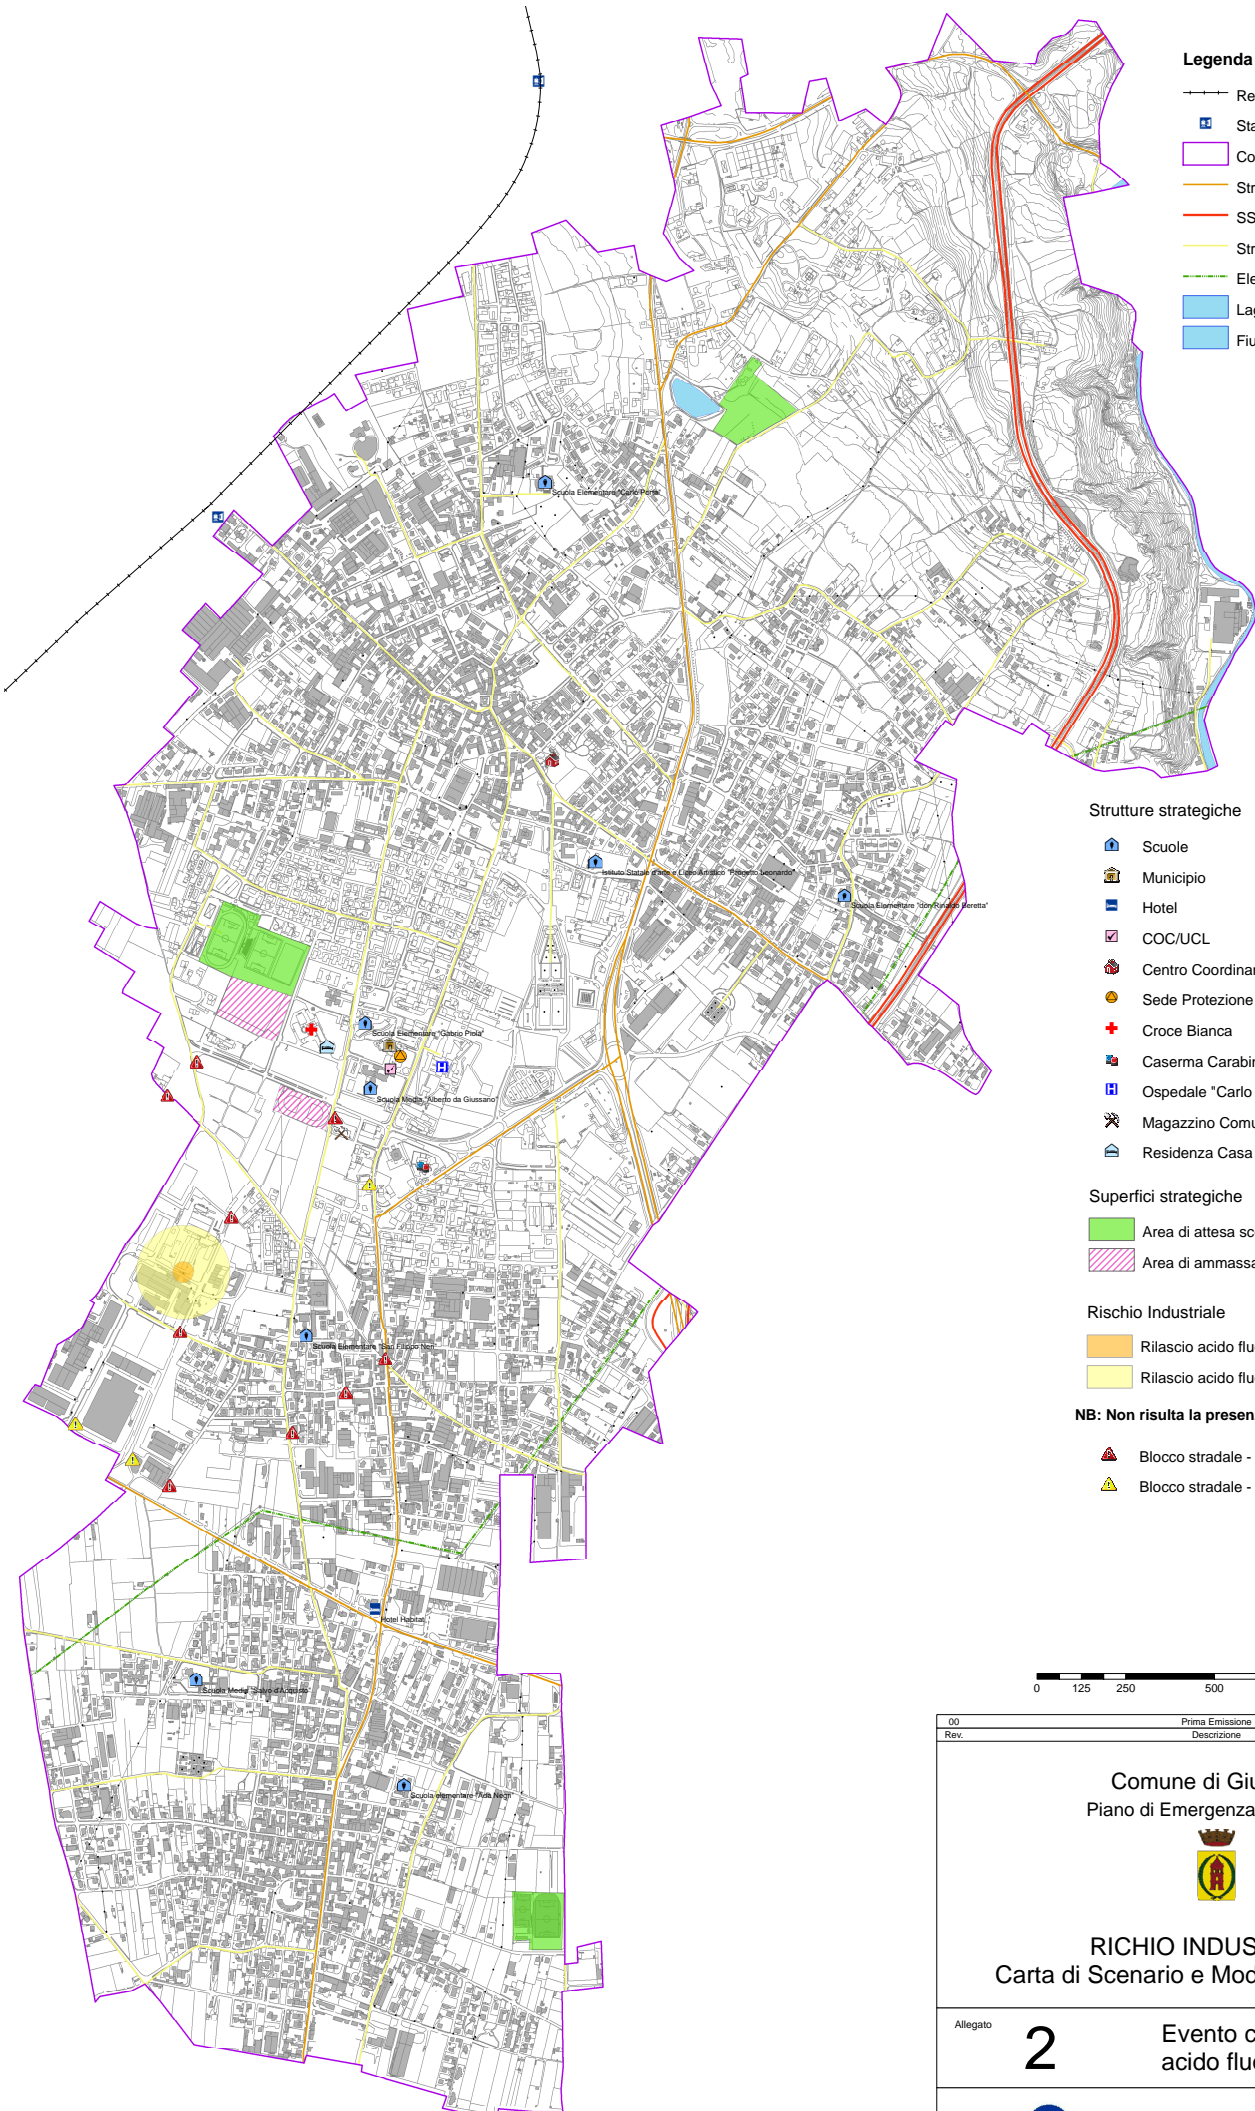 Legenda
Re
Sta
Co
Str
SS
Str
Ele
Lag
Fiu
Scuola Elementare "Carlo Porta"
Istituto Statale d'arte e Liceo Artistico "Progetto Leonardo"
Scuola Elementare "don Rinaldo Beretta"
Scuola Elementare "Gabrio Piola"
Scuola Media "Alberto da Giussano"
Scuola Elementare "San Filippo Neri"
Hotel Habitat
Scuola Media "Salvo d'Acquisto"
Scuola elementare "Ada Negri"
Strutture strategiche
Scuole
Municipio
Hotel
COC/UCL
Centro Coordinar
Sede Protezione
Croce Bianca
Caserma Carabin
Ospedale "Carlo
Magazzino Comu
Residenza Casa
Superfici strategiche
Area di attesa sc
Area di ammassa
Rischio Industriale
Rilascio acido flu
Rilascio acido flu
NB: Non risulta la presen
Blocco stradale -
Blocco stradale -
0 125 250 500
00 Prima Emissione
Rev. Descrizione
Comune di Giu
Piano di Emergenza
RICHIO INDUS
Carta di Scenario e Mod
Allegato
2
Evento c
acido fluo